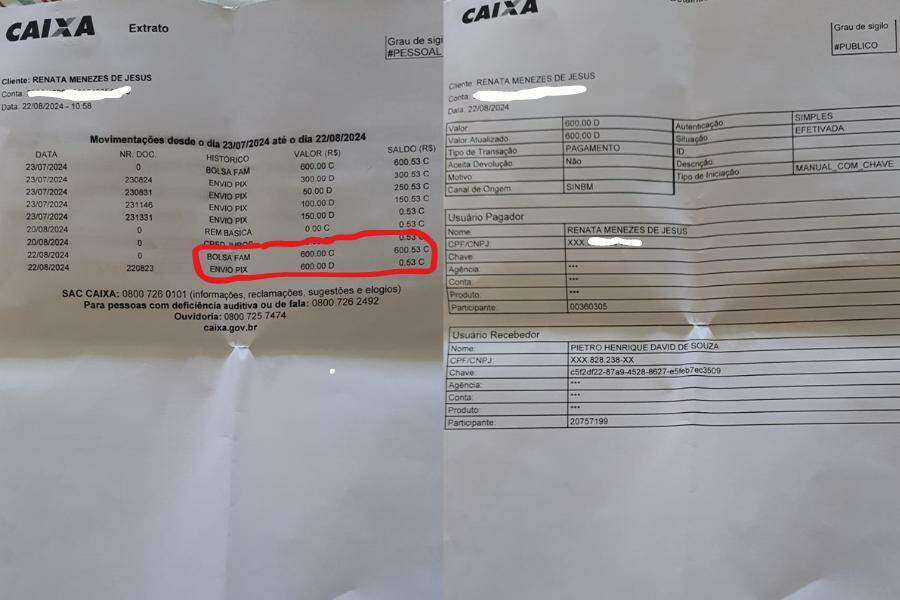 CAIXA
Extrato
Grau de sigi
#PESSOAL
Cliente: RENATA MENEZES DE JESUS
Conta:
Data: 22/08/2024 - 10:58
Movimentações desde o dia 23/07/2024 até o dia 22/08/2024
DATA NR. DOC. HISTÓRICO VALOR (R$) SALDO (R$)
23/07/2024 0 BOLSA FAM 600.00 C 600.53 C
23/07/2024 230824 ENVIO PIX 300.00 D 300.53 C
23/07/2024 230831 ENVIO PIX 50.00 D 250.53 C
23/07/2024 231146 ENVIO PIX 100.00 D 150.53 C
23/07/2024 231331 ENVIO PIX 150.00 D 0.53 C
20/08/2024 0 REM BASICA 0.00 C 0.53 C
20/08/2024 0 CRED JUROS 0.53 C
22/08/2024 0 BOLSA FAM 600.00 C 600.53 C
22/08/2024 220823 ENVIO PIX 600.00 D 0.53 C
SAC CAIXA: 0800 726 0101 (informações, reclamações, sugestões e elogios)
Para pessoas com deficiência auditiva ou de fala: 0800 726 2492
Ouvidoria: 0800 725 7474
caixa.gov.br
CAIXA
Grau de sigilo
#PUBLICO
Cliente: RENATA MENEZES DE JESUS
Conta:
Data: 22/08/2024
Valor 600.00 D Autenticação: SIMPLES
Valor Atualizado: 600.00 D Situação: EFETIVADA
Tipo de Transação PAGAMENTO ID
Aceita Devolução Não Descrição:
Motivo Tipo de Iniciação: MANUAL_COM_CHAVE
Canal de Origem: SINBM
Usuário Pagador
Nome: RENATA MENEZES DE JESUS
CPF/CNPJ: XXX.
Chave:
Agência: ***
Conta: ***
Produto: ***
Participante: 00360305
Usuário Recebedor
Nome: PIETRO HENRIQUE DAVID DE SOUZA
CPF/CNPJ: XXX.828.238-XX
Chave: c5f2df22-87a9-4528-8627-e5feb7ec3509
Agência: ***
Conta: ***
Produto: ***
Participante: 20757199